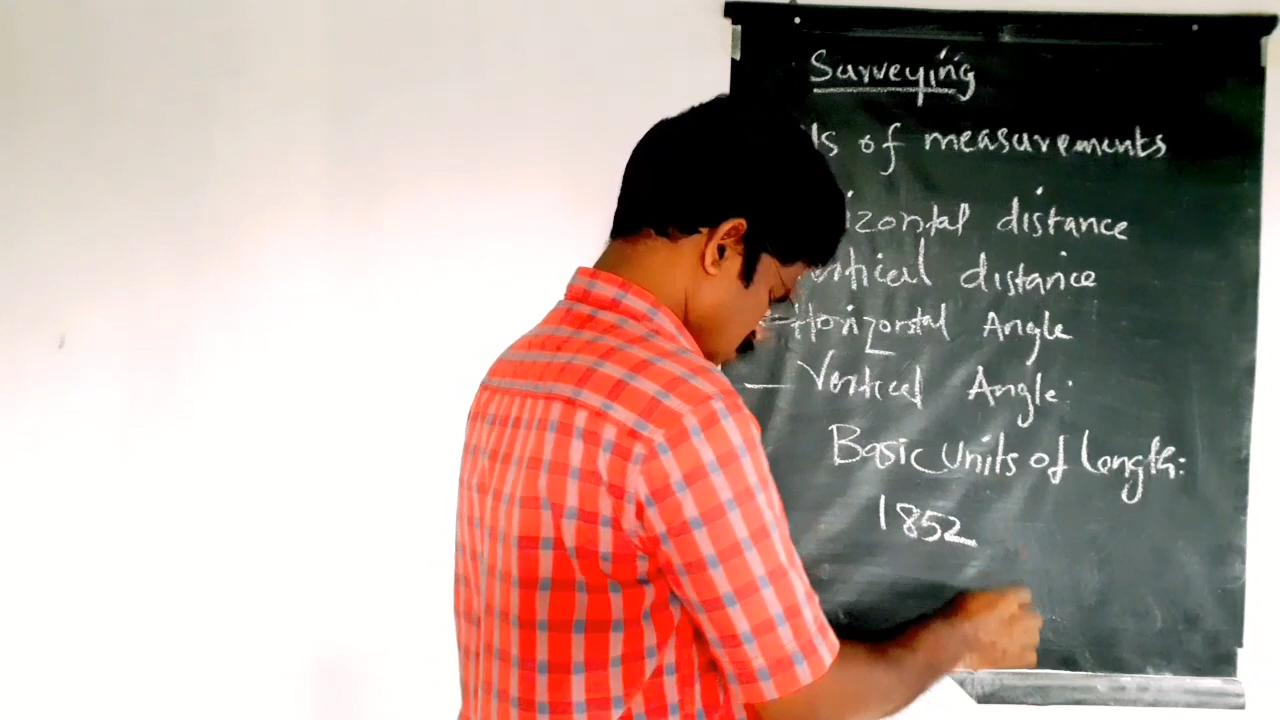 Surveying
of measurements
distance
distance
Horizontal Angle
- Vertical Angle:
Basic units of length:
1852